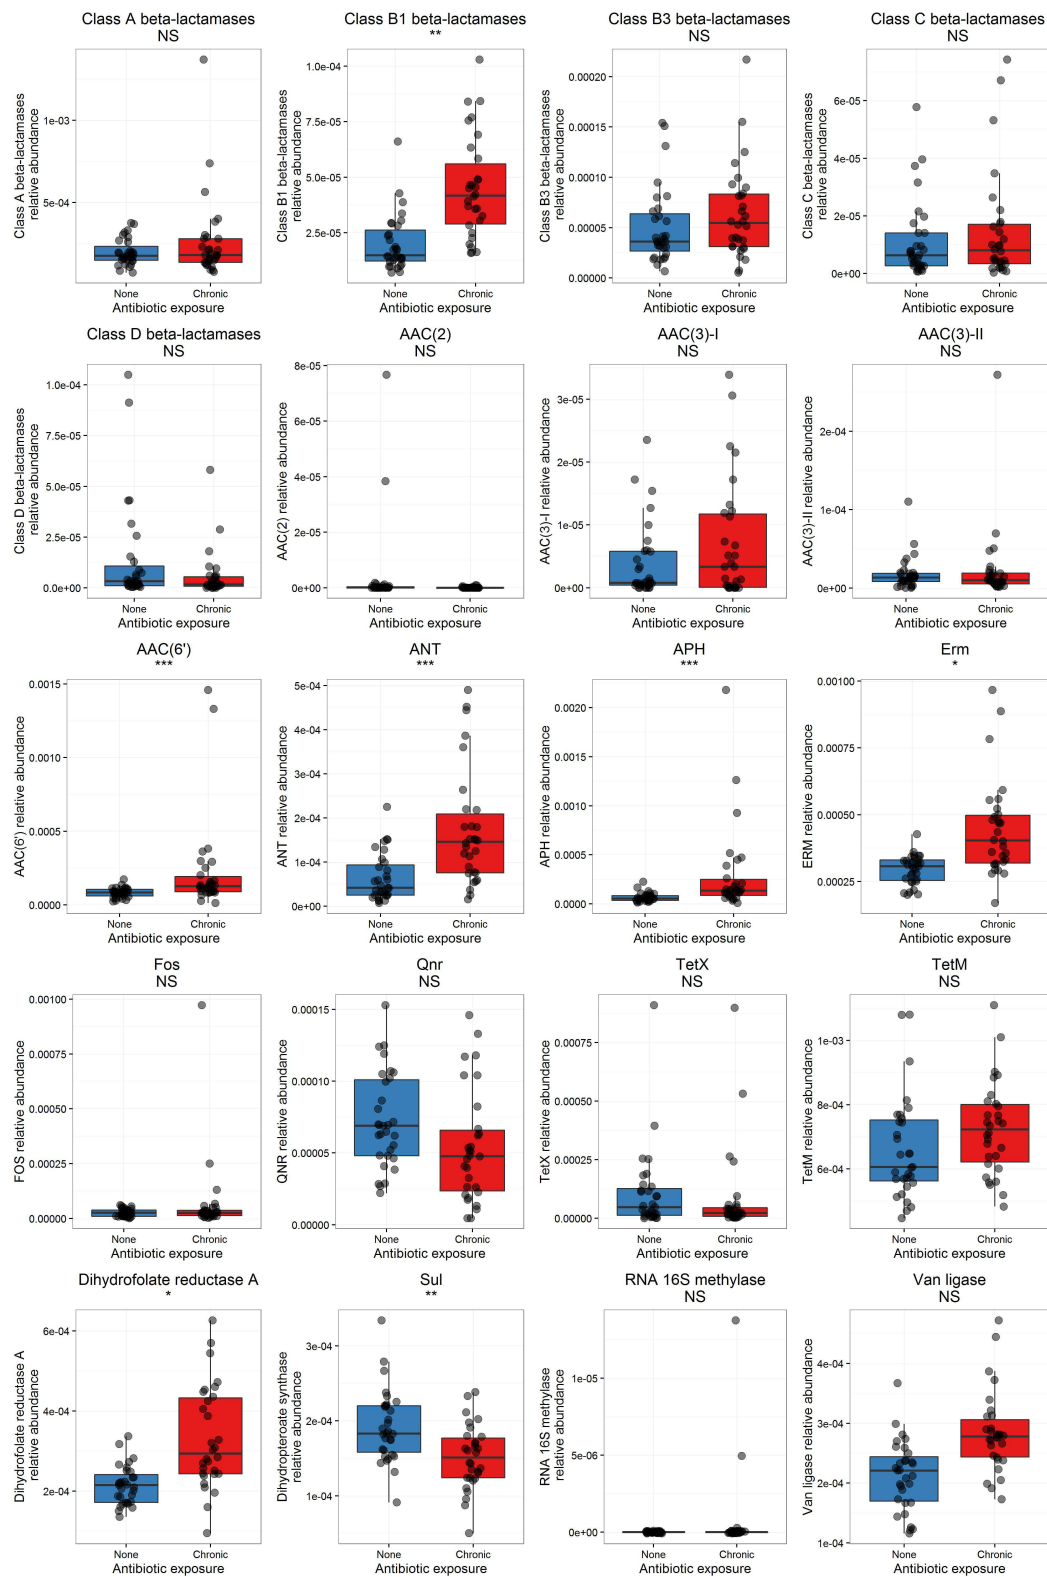 Class A beta-lactamases
NS
Class A beta-lactamases
relative abundance
1e-03
5e-04
None
Chronic
Antibiotic exposure
Class B1 beta-lactamases
**
Class B1 beta-lactamases
relative abundance
1.0e-04
7.5e-05
5.0e-05
2.5e-05
None
Chronic
Antibiotic exposure
Class B3 beta-lactamases
NS
Class B3 beta-lactamases
relative abundance
0.00020
0.00015
0.00010
0.00005
0.00000
None
Chronic
Antibiotic exposure
Class C beta-lactamases
NS
Class C beta-lactamases
relative abundance
6e-05
4e-05
2e-05
0e+00
None
Chronic
Antibiotic exposure
Class D beta-lactamases
NS
Class D beta-lactamases
relative abundance
1.0e-04
7.5e-05
5.0e-05
2.5e-05
0.0e+00
None
Chronic
Antibiotic exposure
AAC(2)
NS
AAC(2) relative abundance
8e-05
6e-05
4e-05
2e-05
0e+00
None
Chronic
Antibiotic exposure
AAC(3)-I
NS
AAC(3)-I relative abundance
3e-05
2e-05
1e-05
0e+00
None
Chronic
Antibiotic exposure
AAC(3)-II
NS
AAC(3)-II relative abundance
2e-04
1e-04
0e+00
None
Chronic
Antibiotic exposure
AAC(6')
***
AAC(6') relative abundance
0.0015
0.0010
0.0005
0.0000
None
Chronic
Antibiotic exposure
ANT
***
ANT relative abundance
5e-04
4e-04
3e-04
2e-04
1e-04
0e+00
None
Chronic
Antibiotic exposure
APH
***
APH relative abundance
0.0020
0.0015
0.0010
0.0005
0.0000
None
Chronic
Antibiotic exposure
Erm
*
ERM relative abundance
0.00100
0.00075
0.00050
0.00025
None
Chronic
Antibiotic exposure
Fos
NS
FOS relative abundance
0.00100
0.00075
0.00050
0.00025
0.00000
None
Chronic
Antibiotic exposure
Qnr
NS
QNR relative abundance
0.00015
0.00010
0.00005
0.00000
None
Chronic
Antibiotic exposure
TetX
NS
TetX relative abundance
0.00075
0.00050
0.00025
0.00000
None
Chronic
Antibiotic exposure
TetM
NS
TetM relative abundance
1e-03
8e-04
6e-04
None
Chronic
Antibiotic exposure
Dihydrofolate reductase A
*
Dihydrofolate reductase A
relative abundance
6e-04
4e-04
2e-04
None
Chronic
Antibiotic exposure
Sul
**
Dihydropteroate synthase
relative abundance
3e-04
2e-04
1e-04
None
Chronic
Antibiotic exposure
RNA 16S methylase
NS
RNA 16S methylase
relative abundance
1e-05
5e-06
0e+00
None
Chronic
Antibiotic exposure
Van ligase
NS
Van ligase relative abundance
4e-04
3e-04
2e-04
1e-04
None
Chronic
Antibiotic exposure